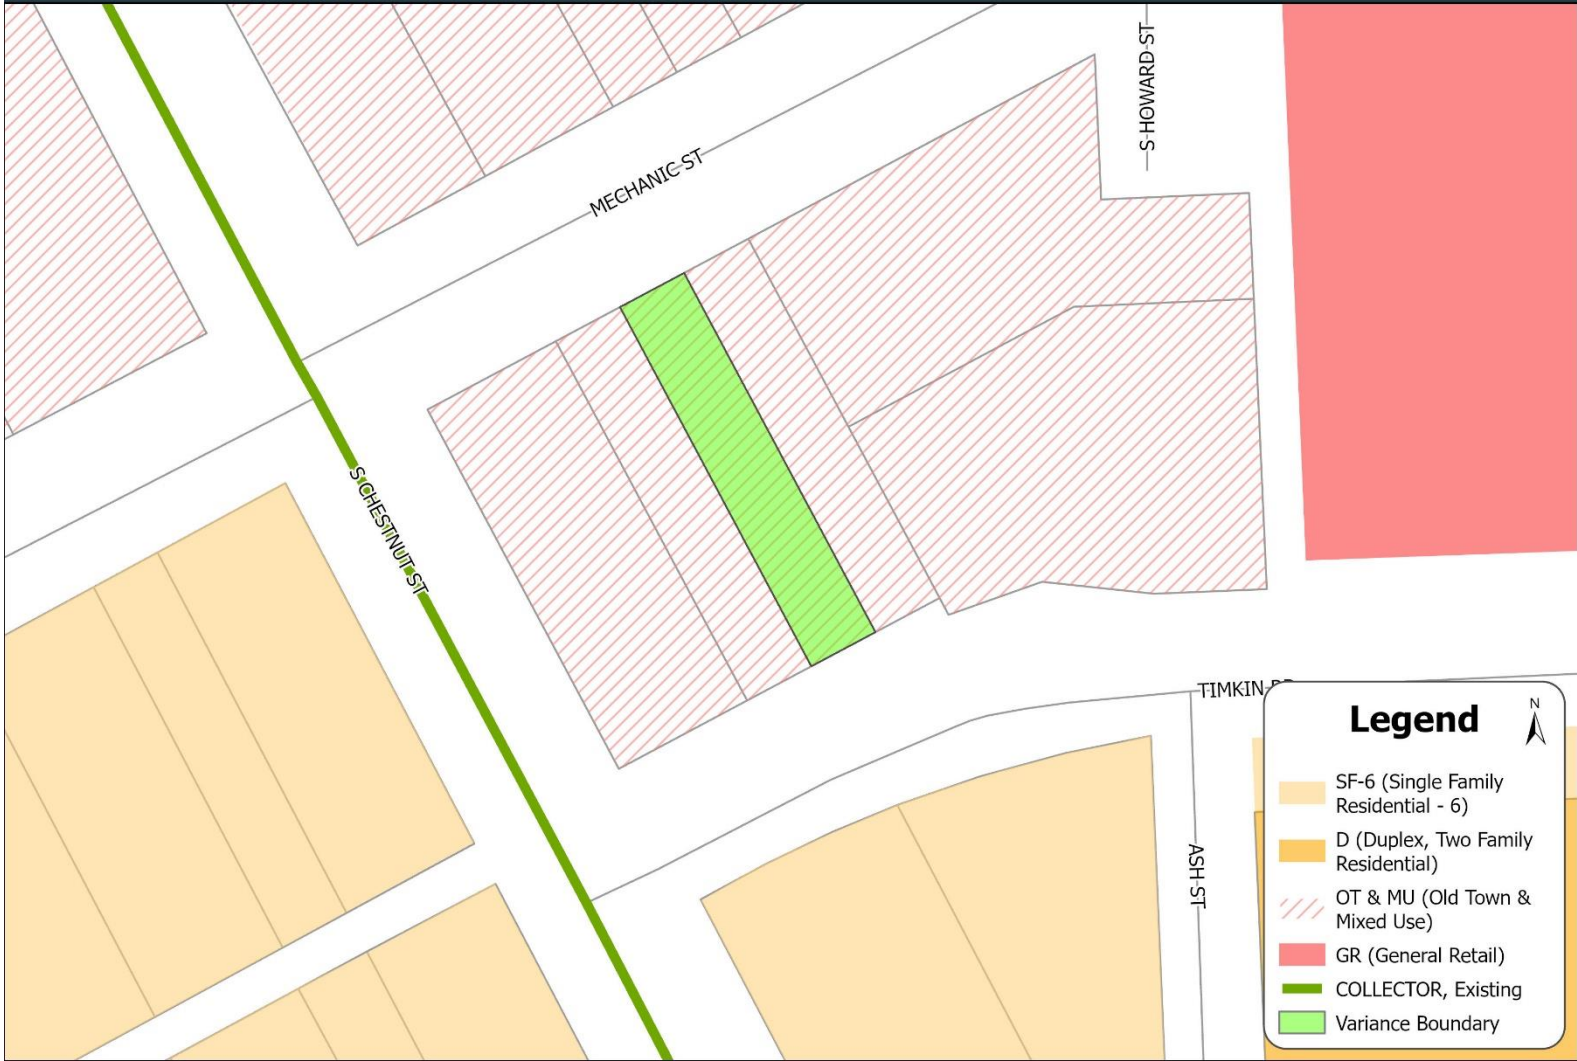 S HOWARD ST
MECHANIC ST
S CHESTNUT ST
TIMKIN
ASH ST
Legend
N
SF-6 (Single Family
Residential - 6)
D (Duplex, Two Family
Residential)
OT & MU (Old Town &
Mixed Use)
GR (General Retail)
COLLECTOR, Existing
Variance Boundary